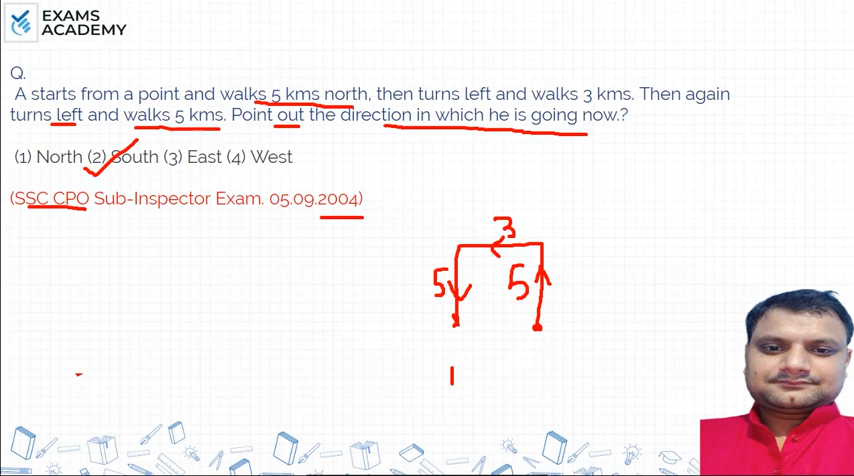 EXAMS
ACADEMY
Q.
A starts from a point and walks 5 kms north, then turns left and walks 3 kms. Then again
turns left and walks 5 kms. Point out the direction in which he is going now.?
(1) North (2) South (3) East (4) West
(SSC CPO Sub-Inspector Exam. 05.09.2004)
3
5 5